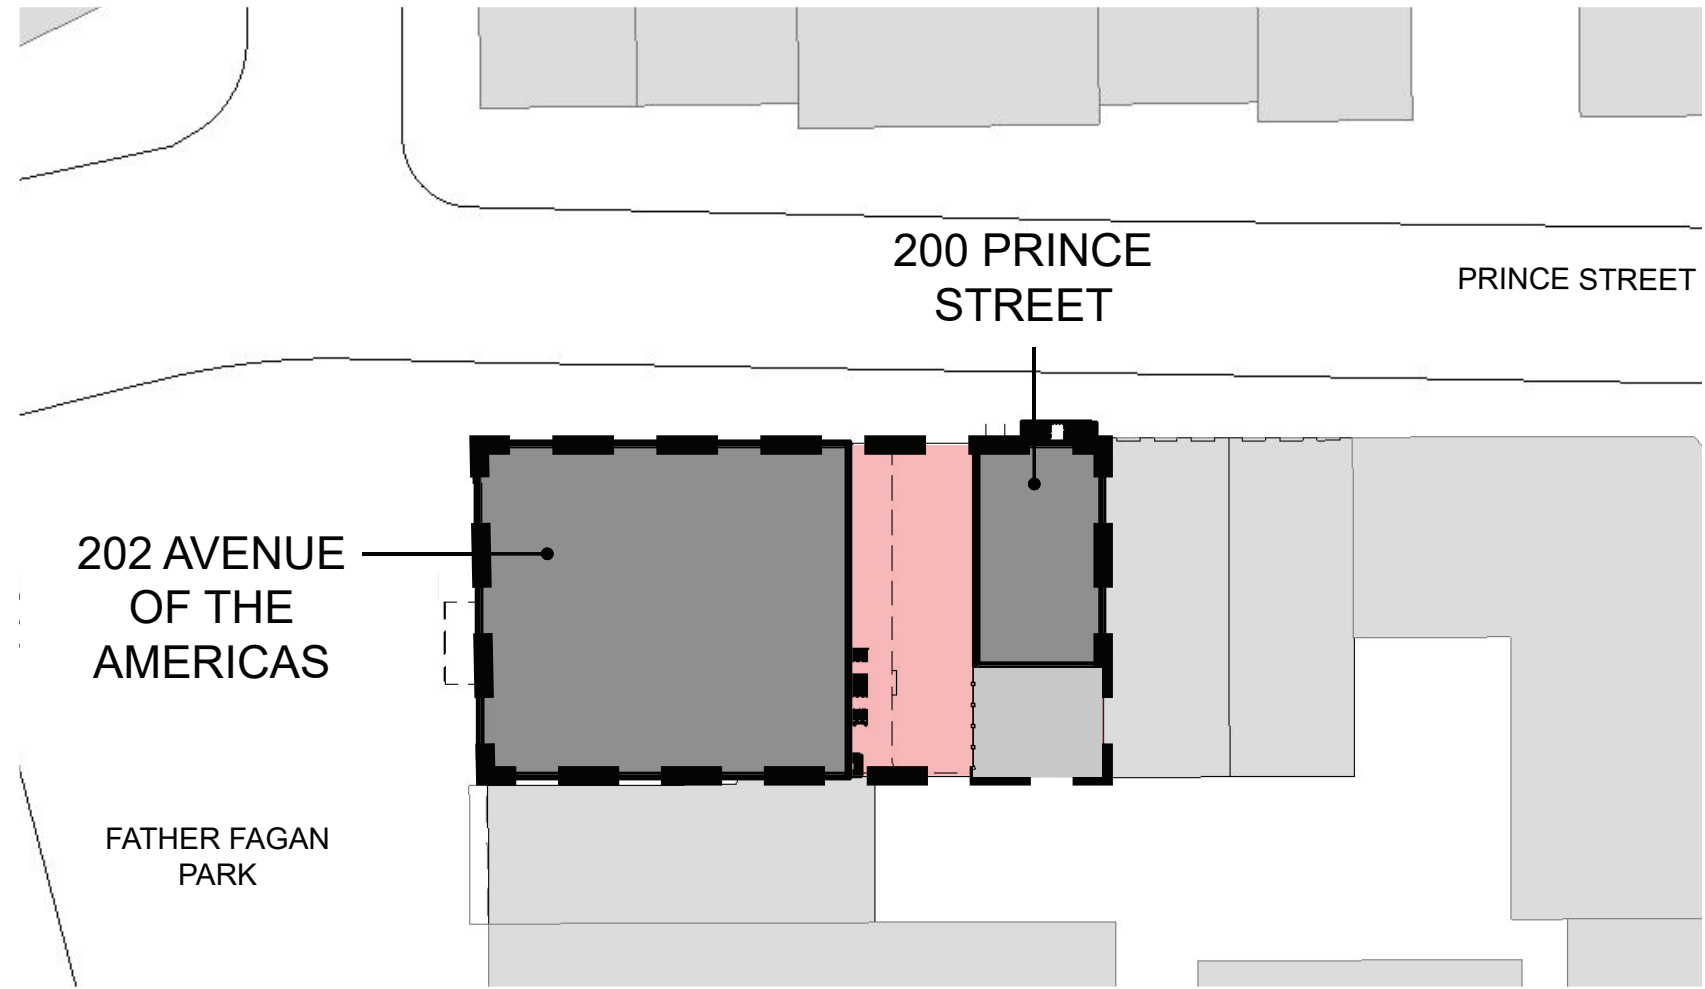 200 PRINCE
STREET
PRINCE STREET
202 AVENUE
OF THE
AMERICAS
FATHER FAGAN
PARK